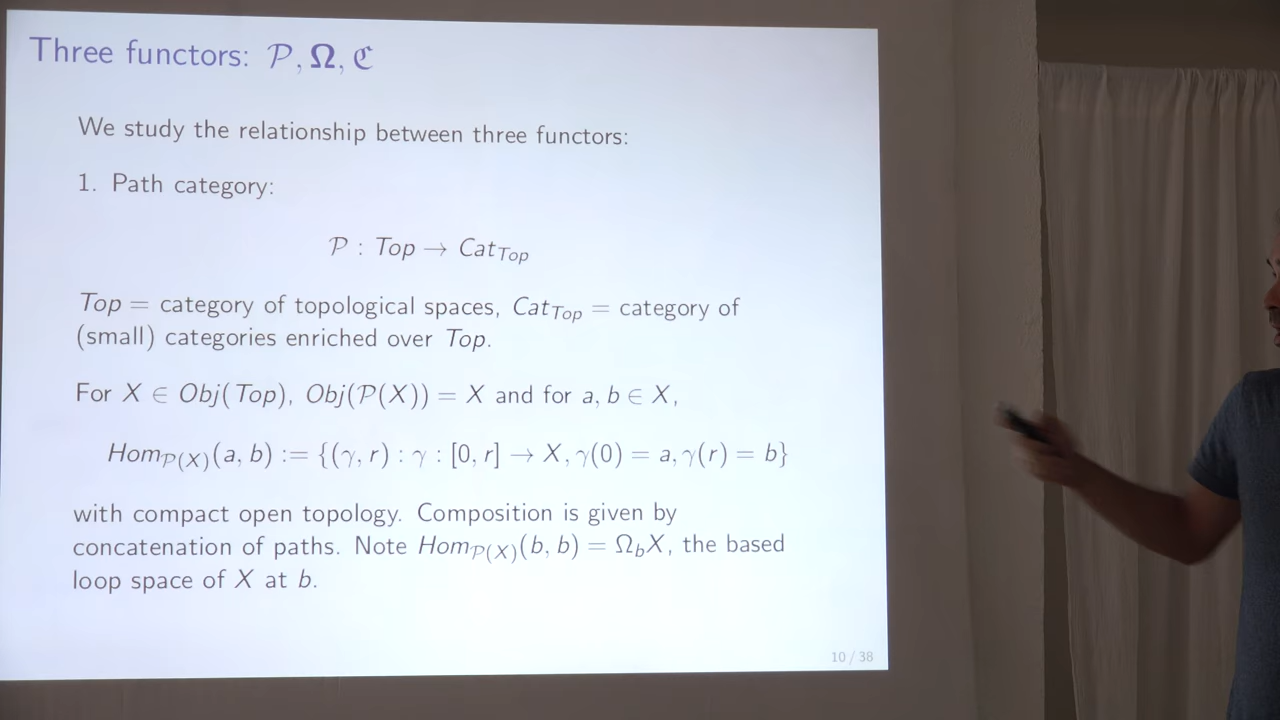 Three functors: 𝒫, Ω, ℭ
We study the relationship between three functors:
1. Path category:
𝒫 : Top → Cat_Top
Top = category of topological spaces, Cat_Top = category of
(small) categories enriched over Top.
For X ∈ Obj(Top), Obj(𝒫(X)) = X and for a, b ∈ X,
Hom_𝒫(X)(a, b) := {(γ, r) : γ : [0, r] → X, γ(0) = a, γ(r) = b}
with compact open topology. Composition is given by
concatenation of paths. Note Hom_𝒫(X)(b, b) = Ω_bX, the based
loop space of X at b.
10 / 38